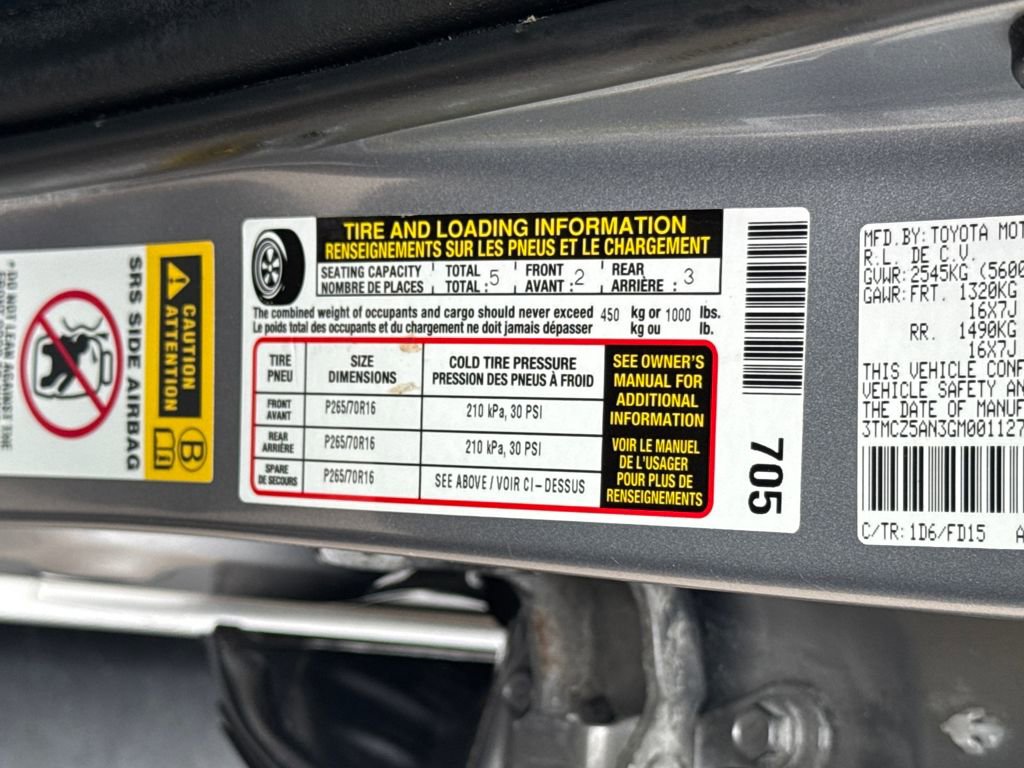 TIRE AND LOADING INFORMATION
RENSEIGNEMENTS SUR LES PNEUS ET LE CHARGEMENT
SEATING CAPACITY TOTAL FRONT REAR
NOMBRE DE PLACES TOTAL : 5 AVANT : 2 ARRIÈRE : 3
The combined weight of occupants and cargo should never exceed 450 kg or 1000 lbs.
Le poids total des occupants et du chargement ne doit jamais dépasser kg ou lb.
TIRE SIZE COLD TIRE PRESSURE
PNEU DIMENSIONS PRESSION DES PNEUS À FROID
FRONT
AVANT P265/70R16 210 kPa, 30 PSI
REAR
ARRIÈRE P265/70R16 210 kPa, 30 PSI
SPARE
DE SECOURS P265/70R16 SEE ABOVE / VOIR CI-DESSUS
SEE OWNER'S
MANUAL FOR
ADDITIONAL
INFORMATION
VOIR LE MANUEL
DE L'USAGER
POUR PLUS DE
RENSEIGNEMENTS
705
CAUTION
ATTENTION
B
SRS SIDE AIRBAG
* DO NOT LEAN AGAINST THE
MFD. BY: TOYOTA MOT
R.L. DE C.V.
GVWR: 2545KG (5600
GAWR: FRT. 1320KG
16X7J
RR. 1490KG
16X7J
THIS VEHICLE CONF
VEHICLE SAFETY AN
THE DATE OF MANUF
3TMCZ5AN3GM001127
C/TR: 1D6/FD15 A